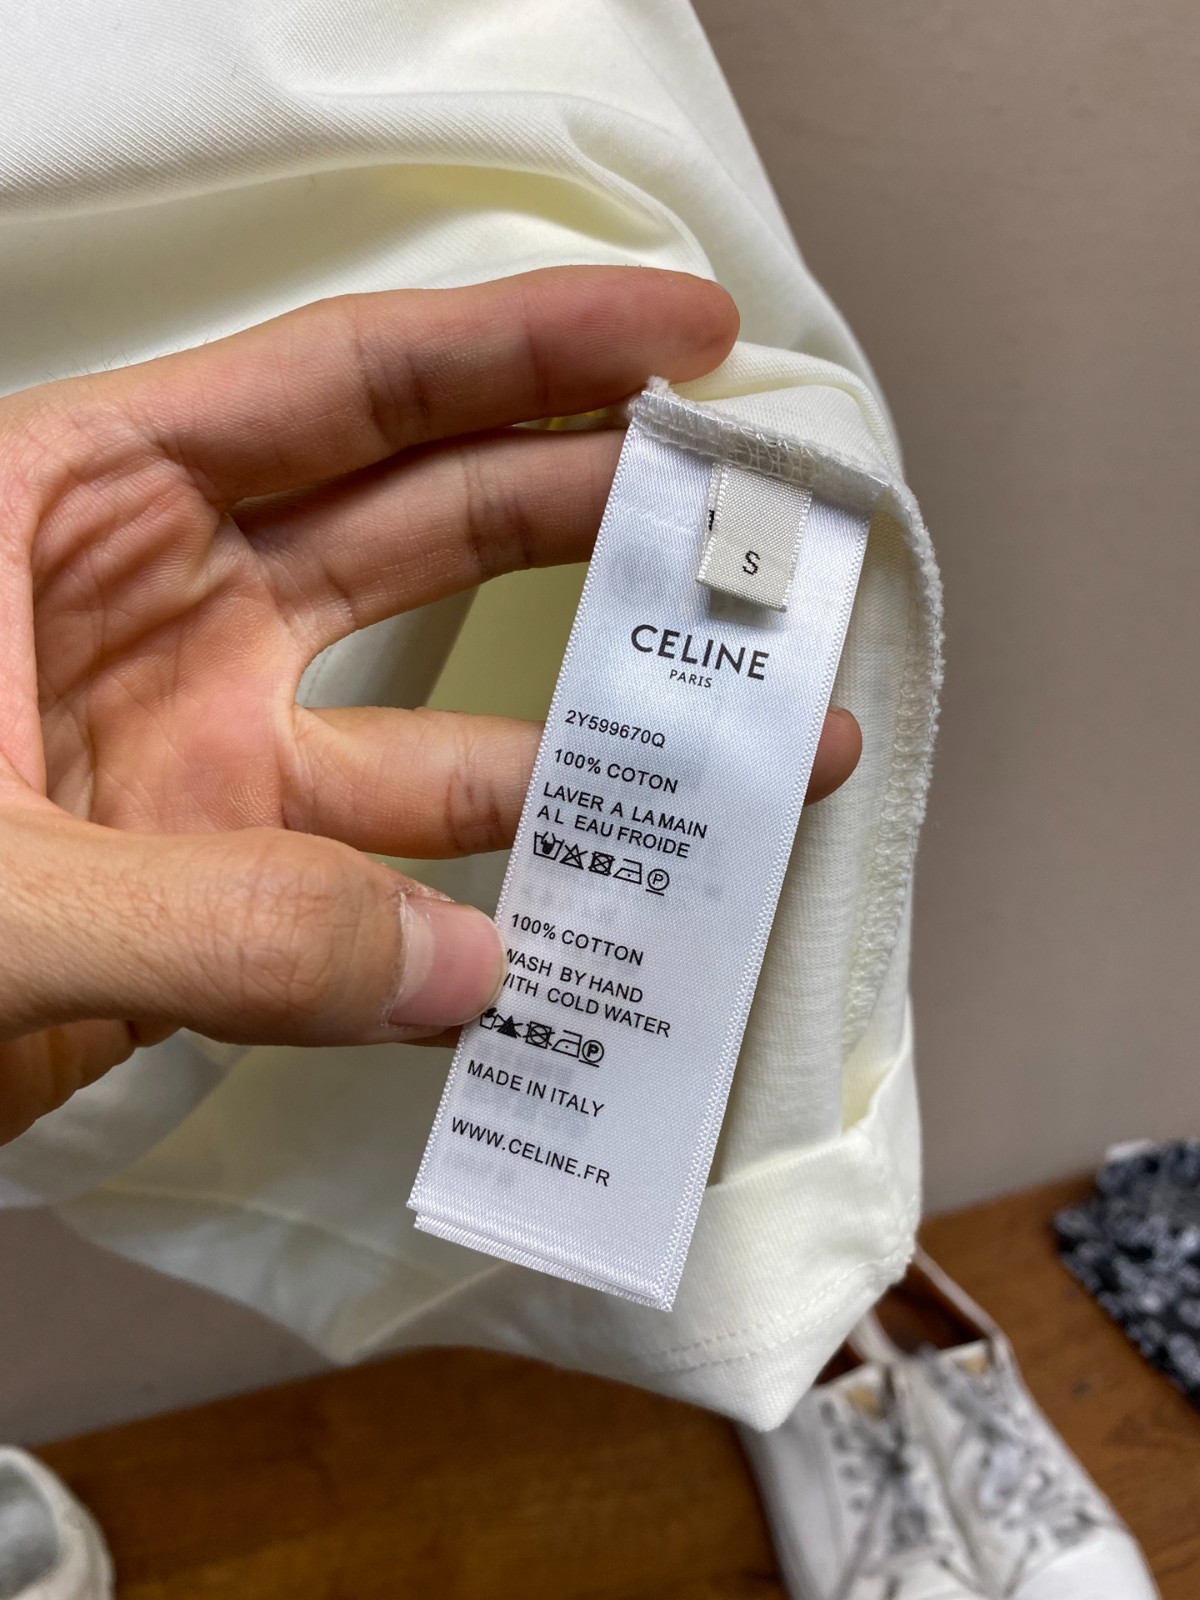 S
CELINE
PARIS
2Y599670Q
100% COTON
LAVER A LA MAIN
A L EAU FROIDE
P
100% COTTON
WASH BY HAND
WITH COLD WATER
P
MADE IN ITALY
WWW.CELINE.FR